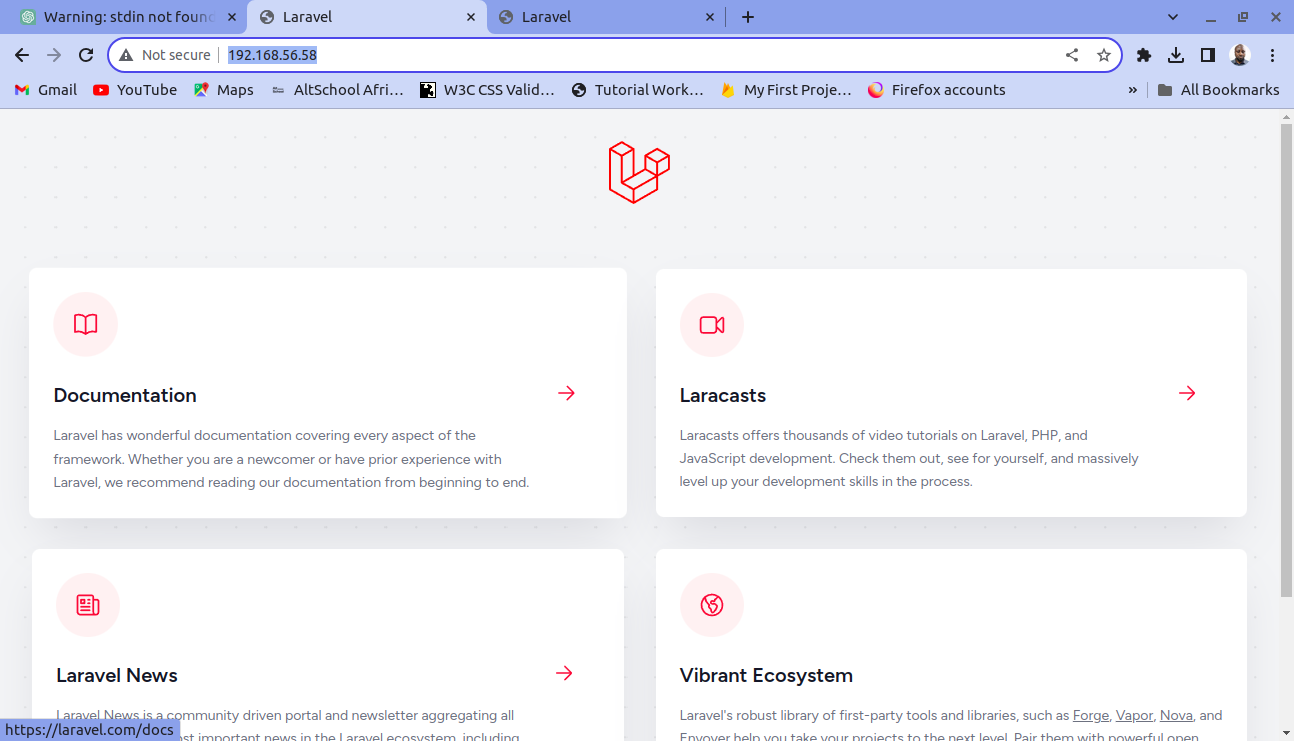 Warning: stdin not found
Laravel
Laravel
Not secure
192.168.56.58
Gmail
YouTube
Maps
AltSchool Afri...
W3C CSS Valid...
Tutorial Work...
My First Proje...
Firefox accounts
»
All Bookmarks
Documentation
Laravel has wonderful documentation covering every aspect of the
framework. Whether you are a newcomer or have prior experience with
Laravel, we recommend reading our documentation from beginning to end.
Laracasts
Laracasts offers thousands of video tutorials on Laravel, PHP, and
JavaScript development. Check them out, see for yourself, and massively
level up your development skills in the process.
Laravel News
Laravel News is a community driven portal and newsletter aggregating all
most important news in the Laravel ecosystem, including
Vibrant Ecosystem
Laravel's robust library of first-party tools and libraries, such as Forge, Vapor, Nova, and
Envoyer help you take your projects to the next level. Pair them with powerful open
https://laravel.com/docs